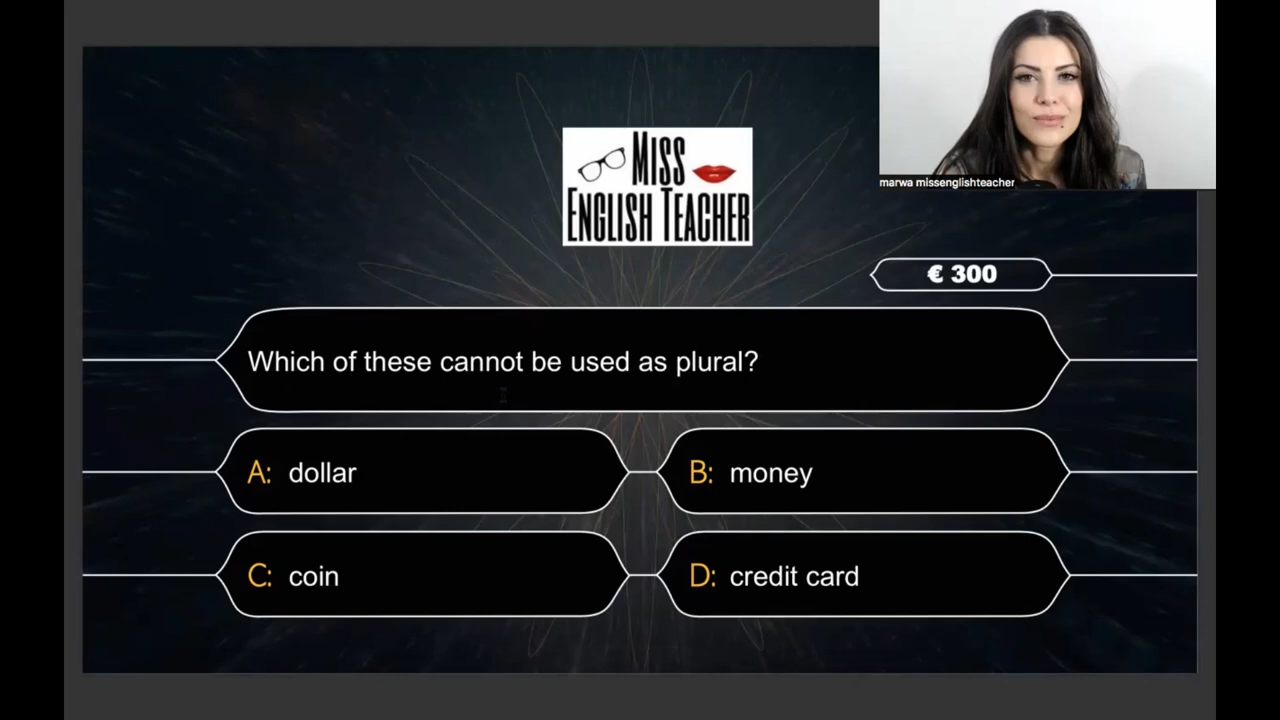 MISS
ENGLISH TEACHER
marwa missenglishteacher
€ 300
Which of these cannot be used as plural?
A: dollar
B: money
C: coin
D: credit card